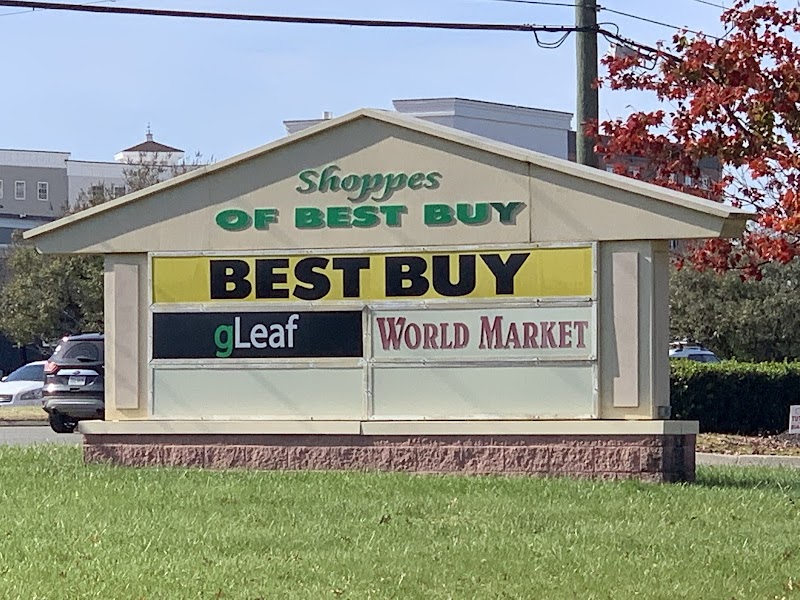 Shoppes
OF BEST BUY
BEST BUY
gLeaf
WORLD MARKET